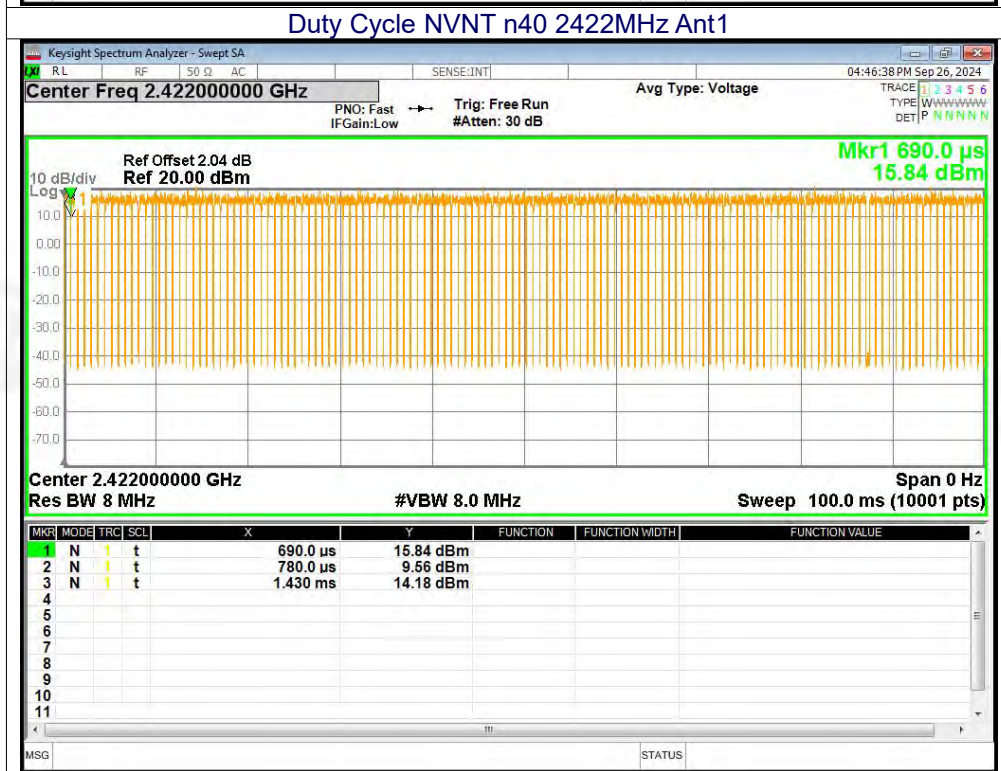 Duty Cycle NVNT n40 2422MHz Ant1
Keysight Spectrum Analyzer - Swept SA
LXI RL RF 50 Ω AC SENSE:INT 04:46:38 PM Sep 26, 2024
Center Freq 2.422000000 GHz Avg Type: Voltage TRACE 1 2 3 4 5 6
PNO: Fast Trig: Free Run TYPE WWWWWW
IFGain:Low #Atten: 30 dB DET P N N N N N
Mkr1 690.0 µs
15.84 dBm
Ref Offset 2.04 dB
10 dB/div Ref 20.00 dBm
Log
1
10.0
0.00
-10.0
-20.0
-30.0
-40.0
-50.0
-60.0
-70.0
Center 2.422000000 GHz Span 0 Hz
Res BW 8 MHz #VBW 8.0 MHz Sweep 100.0 ms (10001 pts)
MKR MODE TRC SCL X Y FUNCTION FUNCTION WIDTH FUNCTION VALUE
1 N 1 t 690.0 µs 15.84 dBm
2 N 1 t 780.0 µs 9.56 dBm
3 N 1 t 1.430 ms 14.18 dBm
4
5
6
7
8
9
10
11
MSG STATUS